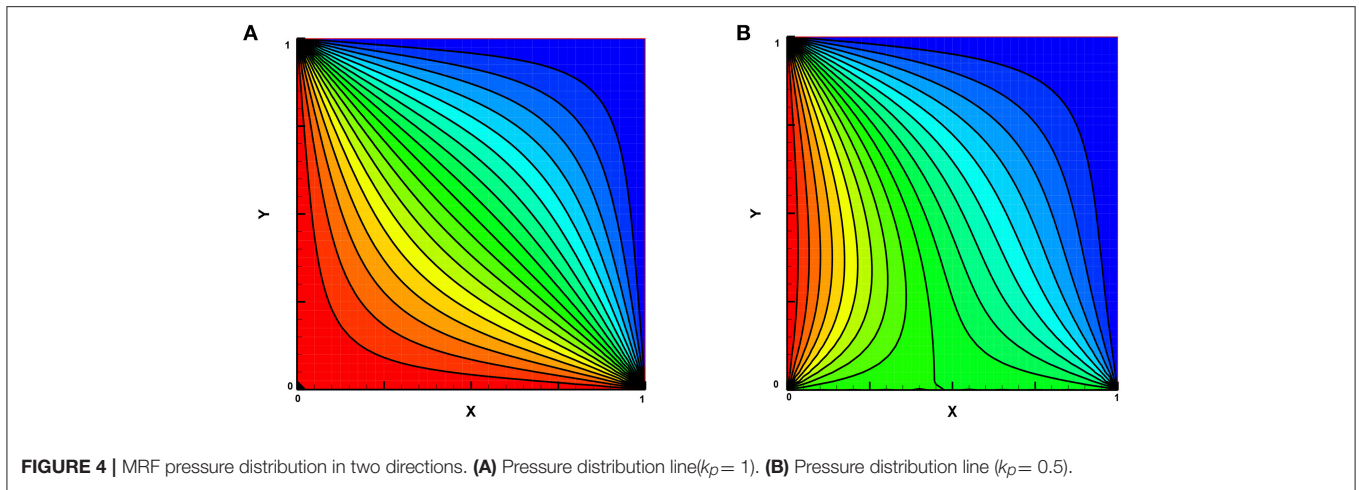 A
B
1
Y
0
0
X
1
1
Y
0
0
X
1
FIGURE 4 | MRF pressure distribution in two directions. (A) Pressure distribution line(kp= 1). (B) Pressure distribution line (kp= 0.5).